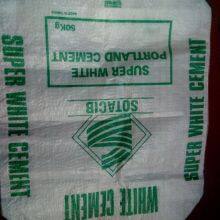 WHITE CEMENT
SOTACIB
SUPER WHITE
PORTLAND CEMENT
50Kg
SUPER WHITE CEMENT
SUPER WHITE CEMENT